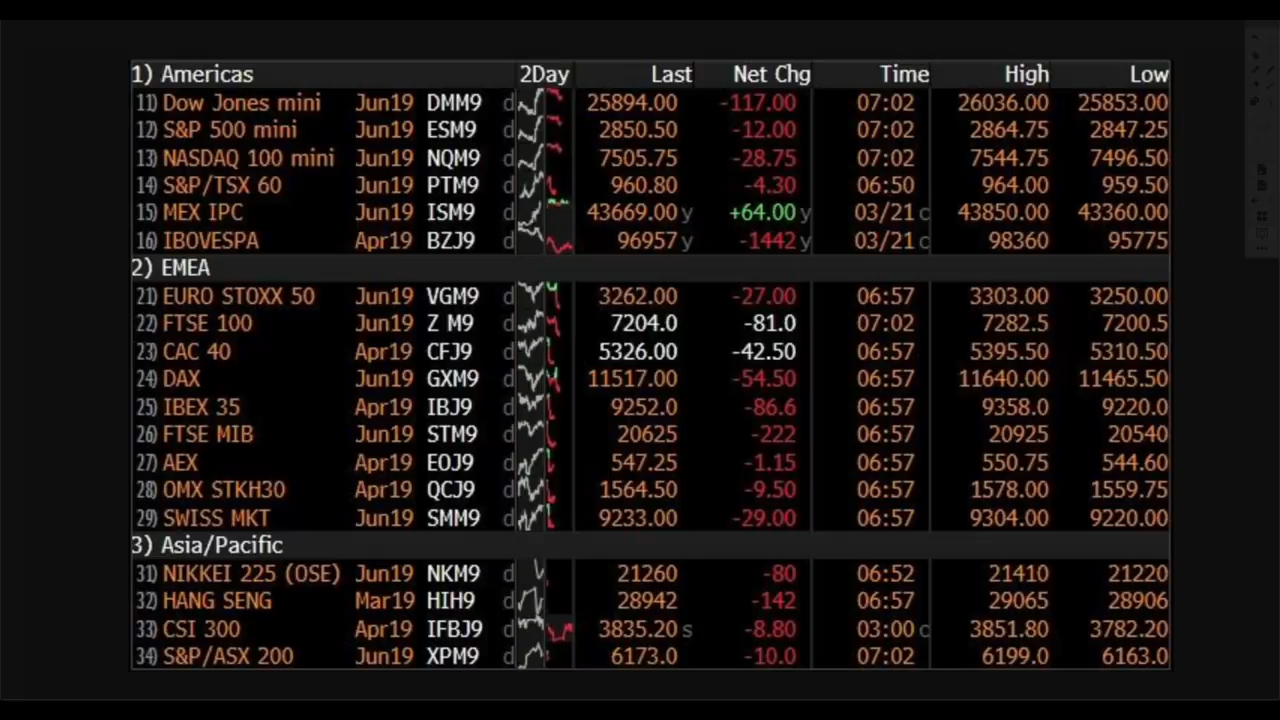 1) Americas 2Day Last Net Chg Time High Low
11) Dow Jones mini Jun19 DMM9 d 25894.00 -117.00 07:02 26036.00 25853.00
12) S&P 500 mini Jun19 ESM9 d 2850.50 -12.00 07:02 2864.75 2847.25
13) NASDAQ 100 mini Jun19 NQM9 d 7505.75 -28.75 07:02 7544.75 7496.50
14) S&P/TSX 60 Jun19 PTM9 d 960.80 -4.30 06:50 964.00 959.50
15) MEX IPC Jun19 ISM9 d 43669.00 y +64.00 y 03/21 c 43850.00 43360.00
16) IBOVESPA Apr19 BZJ9 d 96957 y -1442 y 03/21 c 98360 95775
2) EMEA
21) EURO STOXX 50 Jun19 VGM9 d 3262.00 -27.00 06:57 3303.00 3250.00
22) FTSE 100 Jun19 Z M9 d 7204.0 -81.0 07:02 7282.5 7200.5
23) CAC 40 Apr19 CFJ9 d 5326.00 -42.50 06:57 5395.50 5310.50
24) DAX Jun19 GXM9 d 11517.00 -54.50 06:57 11640.00 11465.50
25) IBEX 35 Apr19 IBJ9 d 9252.0 -86.6 06:57 9358.0 9220.0
26) FTSE MIB Jun19 STM9 d 20625 -222 06:57 20925 20540
27) AEX Apr19 EOJ9 d 547.25 -1.15 06:57 550.75 544.60
28) OMX STKH30 Apr19 QCJ9 d 1564.50 -9.50 06:57 1578.00 1559.75
29) SWISS MKT Jun19 SMM9 d 9233.00 -29.00 06:57 9304.00 9220.00
3) Asia/Pacific
31) NIKKEI 225 (OSE) Jun19 NKM9 d 21260 -80 06:52 21410 21220
32) HANG SENG Mar19 HIH9 d 28942 -142 06:57 29065 28906
33) CSI 300 Apr19 IFBJ9 d 3835.20 s -8.80 03:00 c 3851.80 3782.20
34) S&P/ASX 200 Jun19 XPM9 d 6173.0 -10.0 07:02 6199.0 6163.0